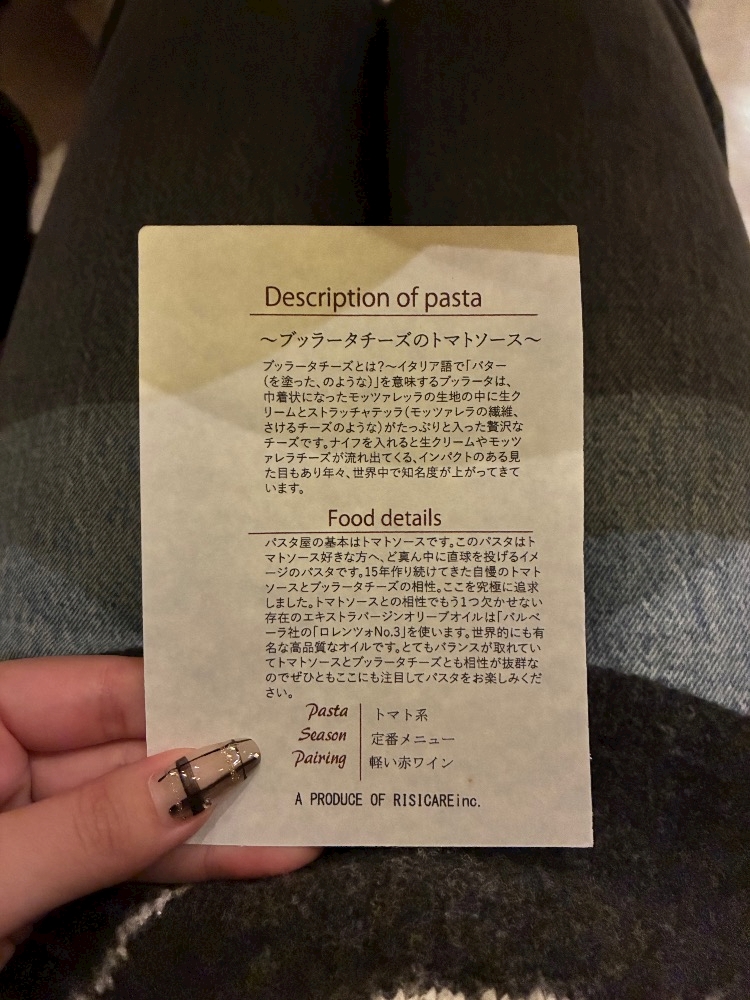 Description of pasta
～ブッラータチーズのトマトソース～
ブッラータチーズとは?～イタリア語で「バター
(を塗った、のような)」を意味するブッラータは、
巾着状になったモッツァレッラの生地の中に生ク
リームとストラッチャテッラ(モッツァレラの繊維、
さけるチーズのような)がたっぷりと入った贅沢な
チーズです。ナイフを入れると生クリームやモッツ
ァレラチーズが流れ出てくる、インパクトのある見
た目もあり年々、世界中で知名度が上がってきて
います。
Food details
パスタ屋の基本はトマトソースです。このパスタはト
マトソース好きな方へ、ど真ん中に直球を投げるイメ
ージのパスタです。15年作り続けてきた自慢のトマト
ソースとブッラータチーズの相性。ここを究極に追求
しました。トマトソースとの相性でもう1つ欠かせない
存在のエキストラバージンオリーブオイルは「バルベ
ーラ社の「ロレンツォNo.3」を使います。世界的にも有
名な高品質なオイルです。とてもバランスが取れてい
てトマトソースとブッラータチーズとも相性が抜群な
のでぜひともここにも注目してパスタをお楽しみくだ
さい。
Pasta トマト系
Season 定番メニュー
Pairing 軽い赤ワイン
A PRODUCE OF RISICAREinc.